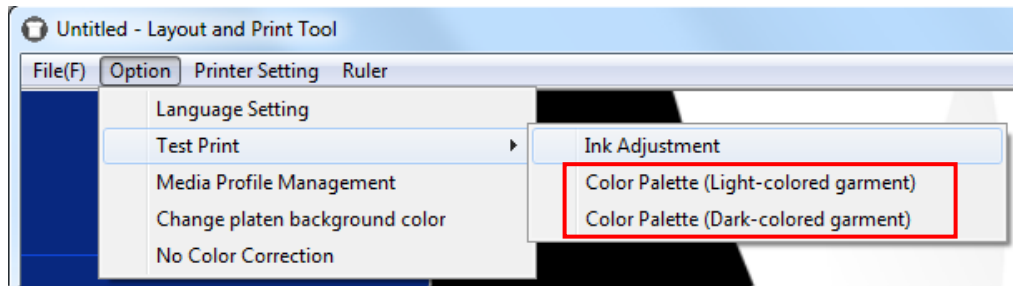 Untitled - Layout and Print Tool
File(F) Option Printer Setting Ruler
Language Setting
Test Print
Ink Adjustment
Media Profile Management
Color Palette (Light-colored garment)
Change platen background color
Color Palette (Dark-colored garment)
No Color Correction